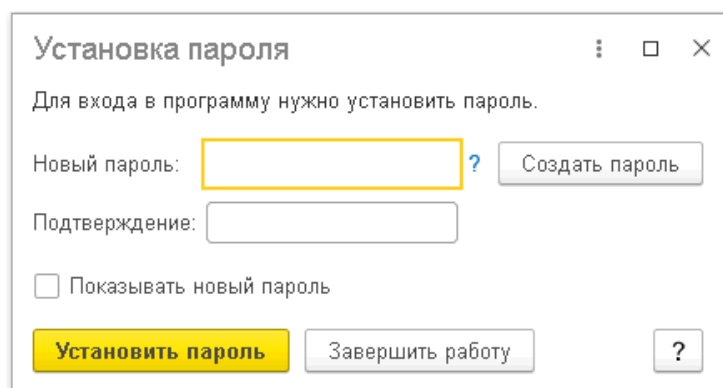 Установка пароля
Для входа в программу нужно установить пароль.
Новый пароль: ? Создать пароль
Подтверждение:
Показывать новый пароль
Установить пароль Завершить работу ?